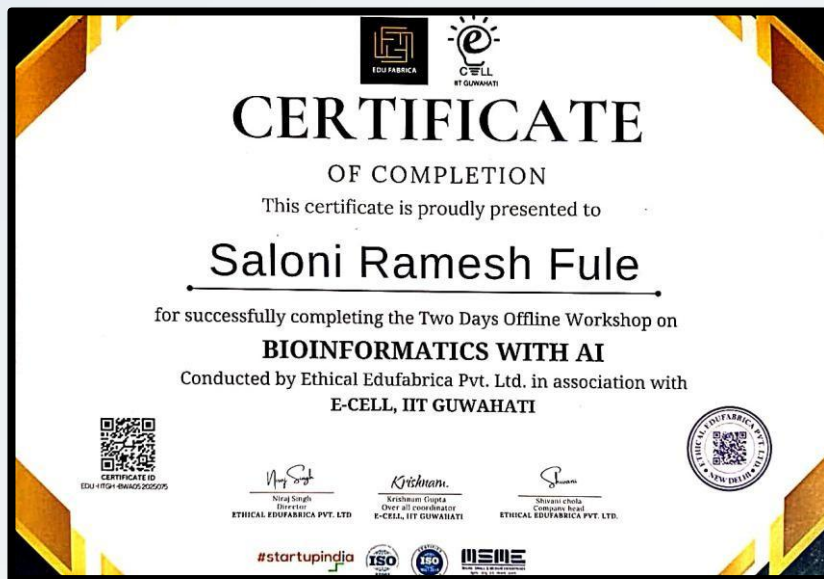 EDU FABRICA
e
CELL
IIT GUWAHATI
CERTIFICATE
OF COMPLETION
This certificate is proudly presented to
Saloni Ramesh Fule
for successfully completing the Two Days Offline Workshop on
BIOINFORMATICS WITH AI
Conducted by Ethical Edufabrica Pvt. Ltd. in association with
E-CELL, IIT GUWAHATI
CERTIFICATE ID
ETHICAL EDUFABRICA PVT. LTD
NEW DELHI
Niraj Singh
Krishnam.
Shivani
Niraj Singh
Director
ETHICAL EDUFABRICA PVT. LTD
Krishnam Gupta
Over all coordinator
E-CELL, IIT GUWAHATI
Shivani chola
Company head
ETHICAL EDUFABRICA PVT. LTD.
#startupindia
ISO
ISO
MSME